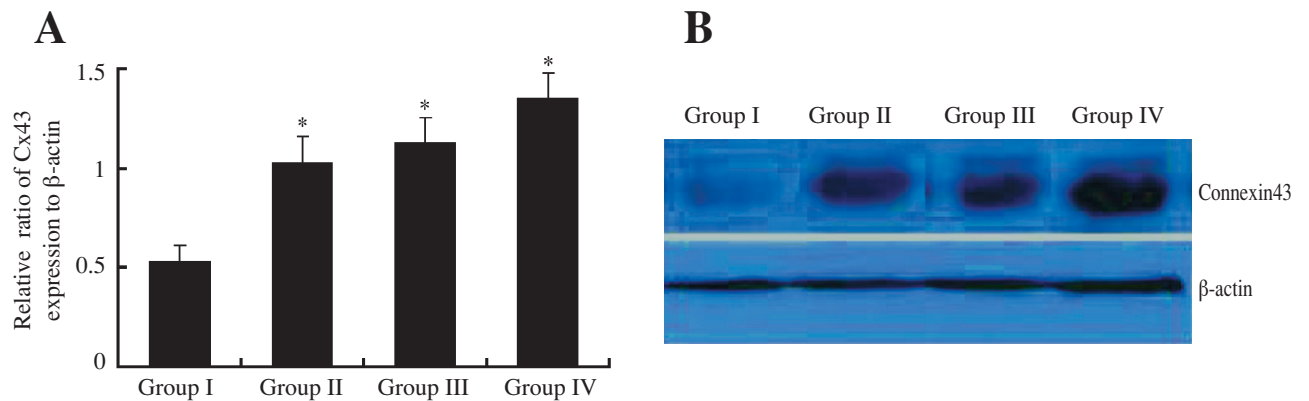 A
Relative ratio of Cx43
expression to β-actin
1.5
1
0.5
0
*
*
*
Group I
Group II
Group III
Group IV
B
Group I
Group II
Group III
Group IV
Connexin43
β-actin